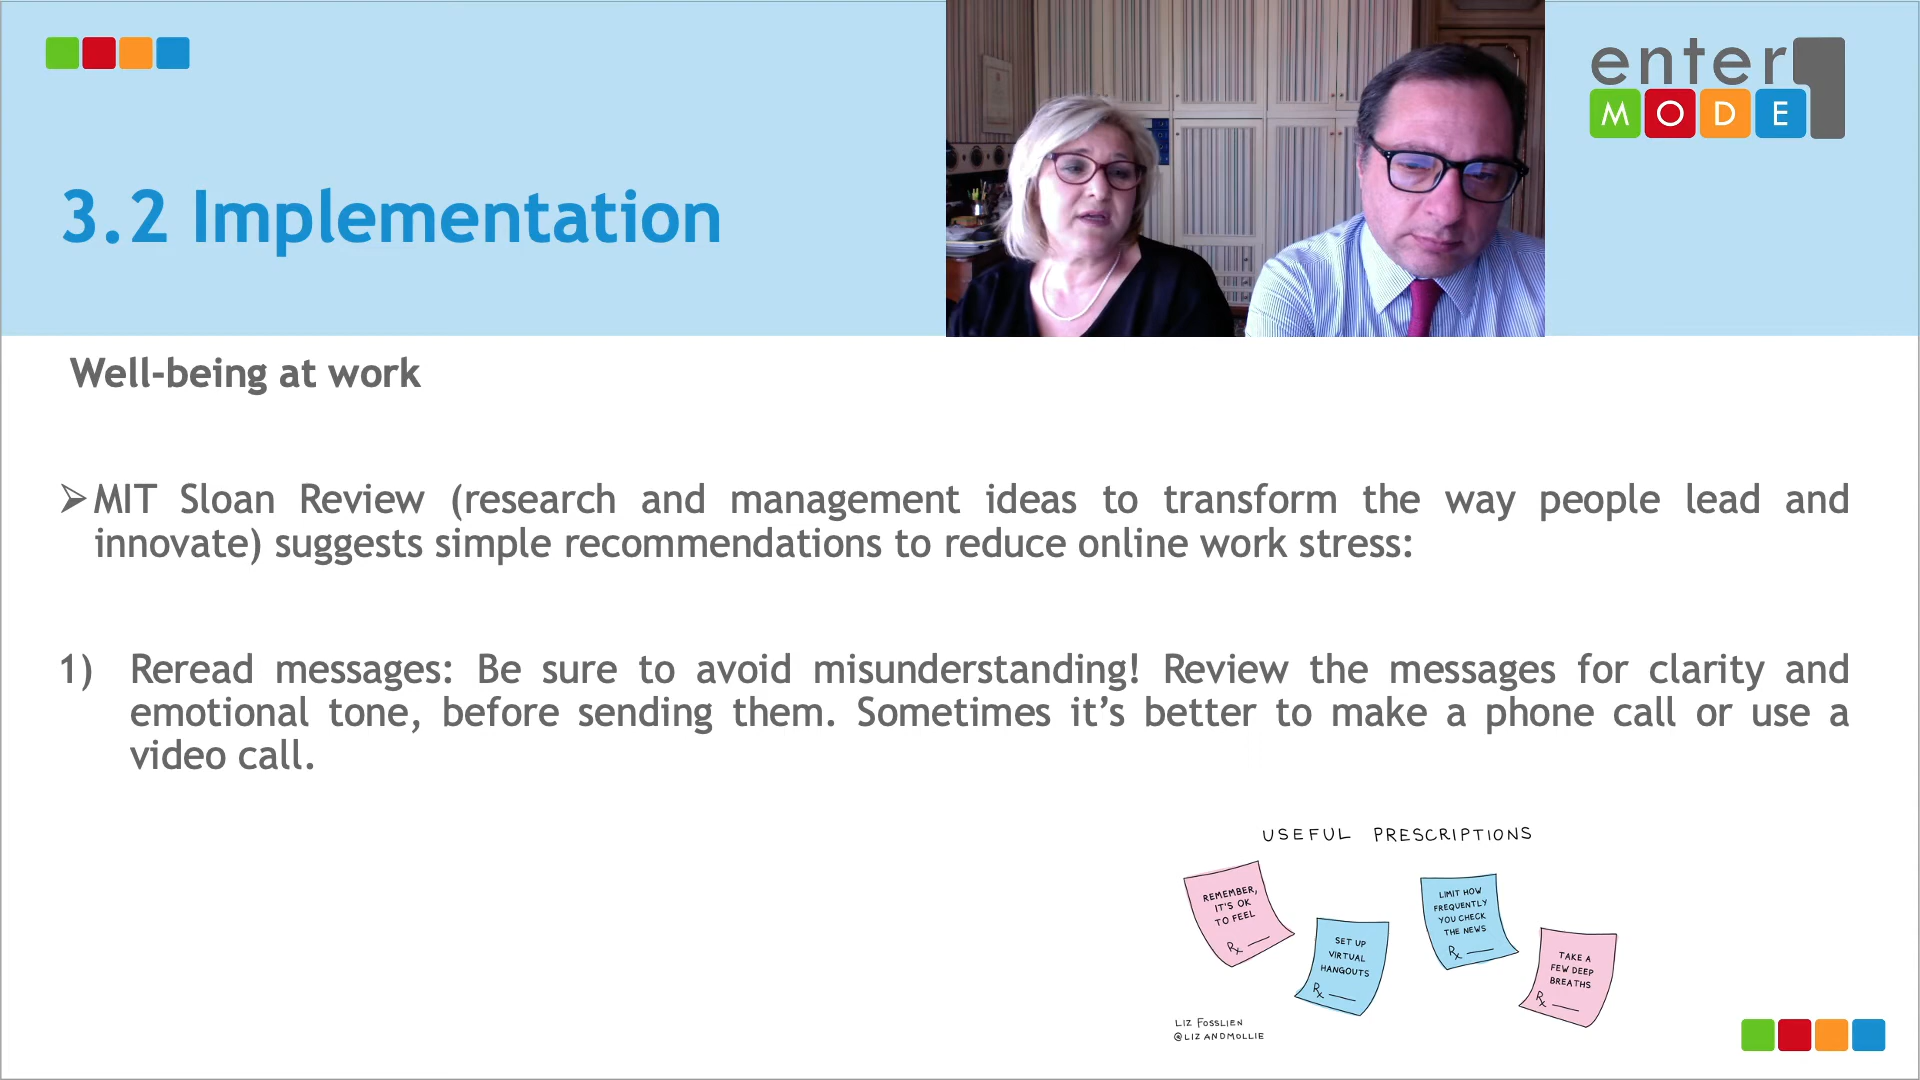 enter
MODE
3.2 Implementation
Well-being at work
➢MIT Sloan Review (research and management ideas to transform the way people lead and
innovate) suggests simple recommendations to reduce online work stress:
1) Reread messages: Be sure to avoid misunderstanding! Review the messages for clarity and
emotional tone, before sending them. Sometimes it’s better to make a phone call or use a
video call.
USEFUL PRESCRIPTIONS
REMEMBER,
IT'S OK
TO FEEL
Rx
SET UP
VIRTUAL
HANGOUTS
Rx
LIMIT HOW
FREQUENTLY
YOU CHECK
THE NEWS
Rx
TAKE A
FEW DEEP
BREATHS
Rx
LIZ FOSSLIEN
@LIZANDMOLLIE